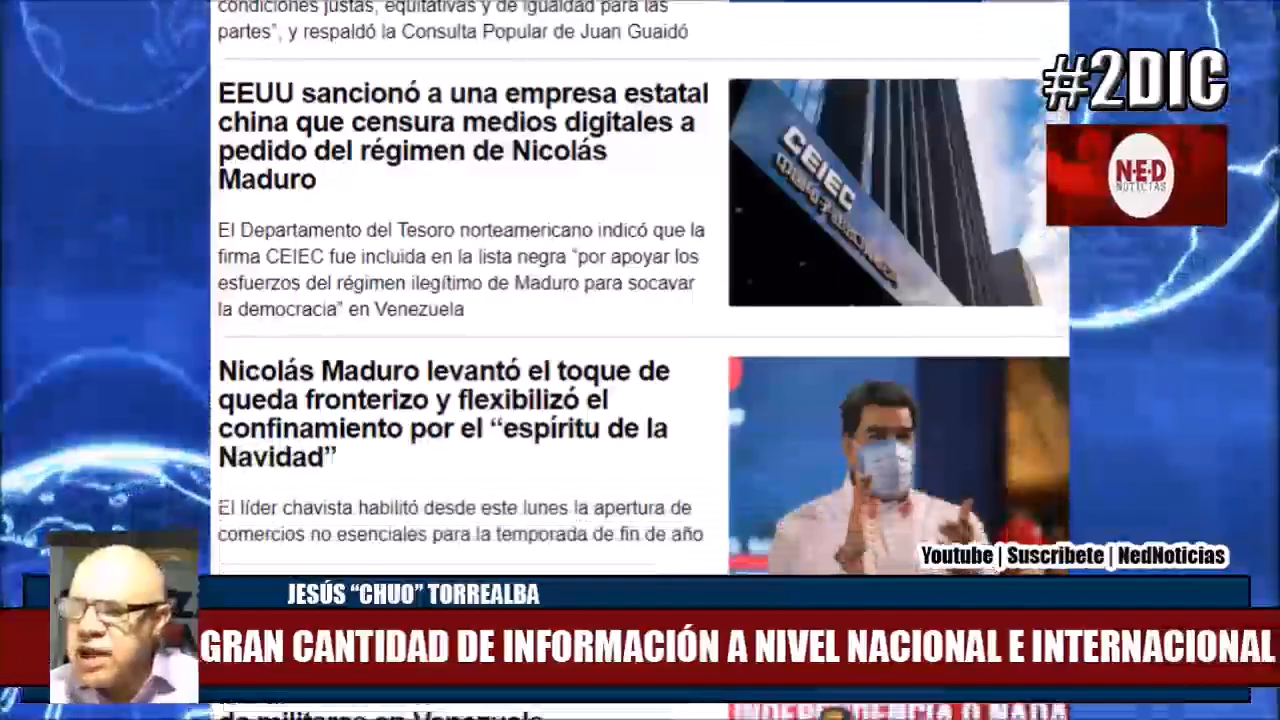 condiciones justas, equitativas y de igualdad para las
partes”, y respaldó la Consulta Popular de Juan Guaidó
#2DIC
EEUU sancionó a una empresa estatal
china que censura medios digitales a
pedido del régimen de Nicolás
Maduro
CEIEC
N·E·D
NOTICIAS
El Departamento del Tesoro norteamericano indicó que la
firma CEIEC fue incluida en la lista negra “por apoyar los
esfuerzos del régimen ilegítimo de Maduro para socavar
la democracia” en Venezuela
Nicolás Maduro levantó el toque de
queda fronterizo y flexibilizó el
confinamiento por el “espíritu de la
Navidad”
El líder chavista habilitó desde este lunes la apertura de
comercios no esenciales para la temporada de fin de año
Youtube | Suscribete | NedNoticias
JESÚS “CHUO” TORREALBA
GRAN CANTIDAD DE INFORMACIÓN A NIVEL NACIONAL E INTERNACIONAL
de militares en Venezuela